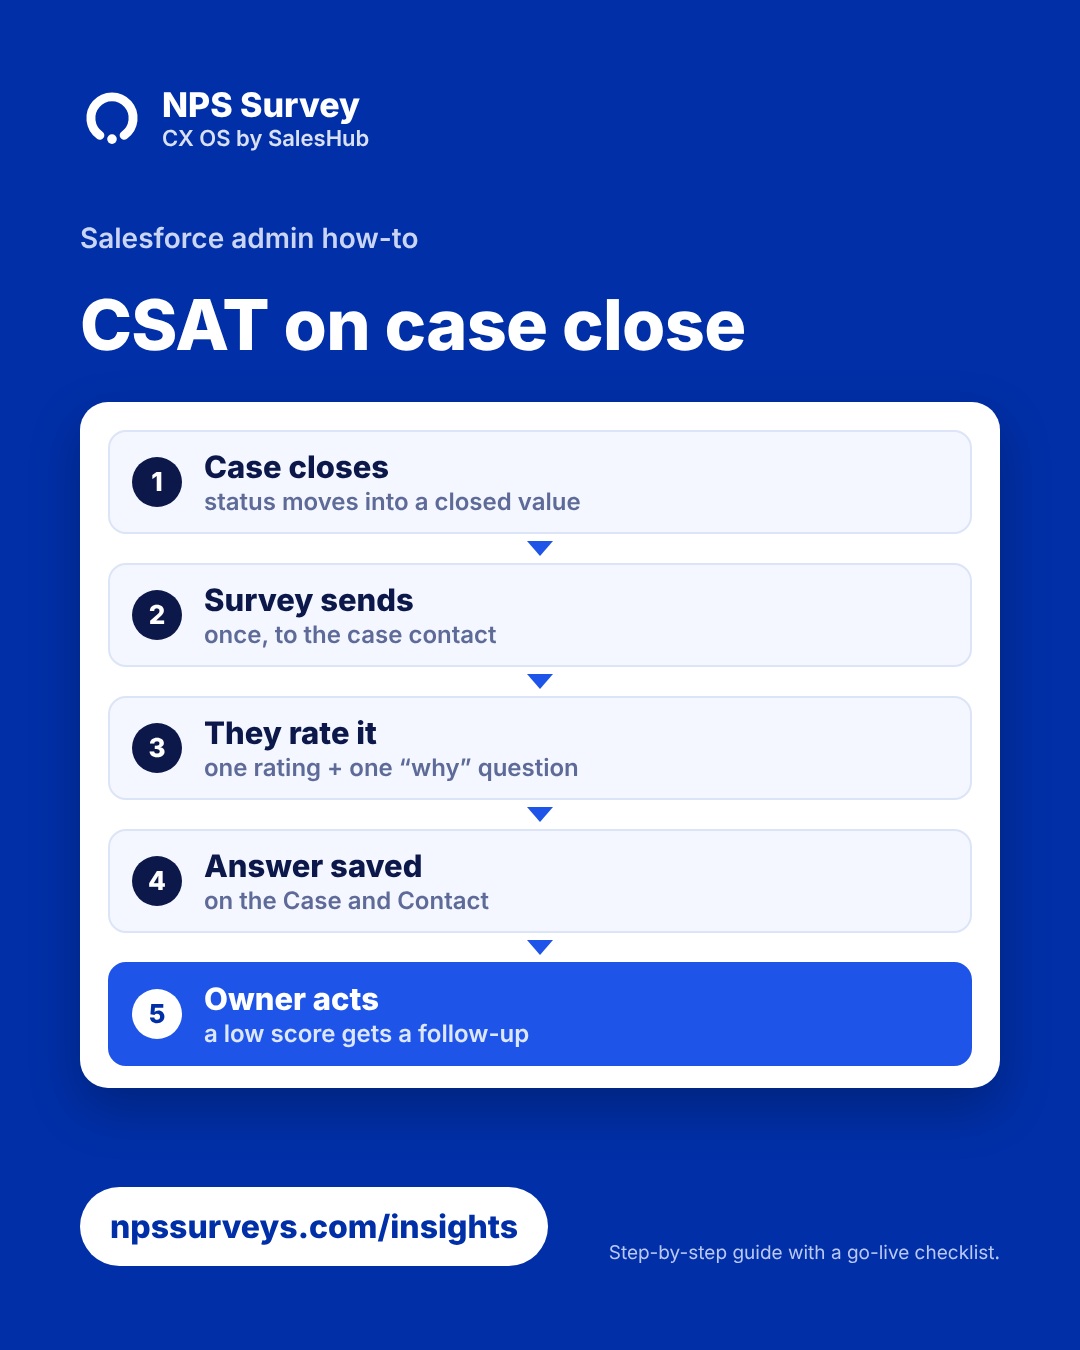 NPS Survey
CX OS by SalesHub
Salesforce admin how-to
CSAT on case close
1
Case closes
status moves into a closed value
2
Survey sends
once, to the case contact
3
They rate it
one rating + one “why” question
4
Answer saved
on the Case and Contact
5
Owner acts
a low score gets a follow-up
npssurveys.com/insights
Step-by-step guide with a go-live checklist.